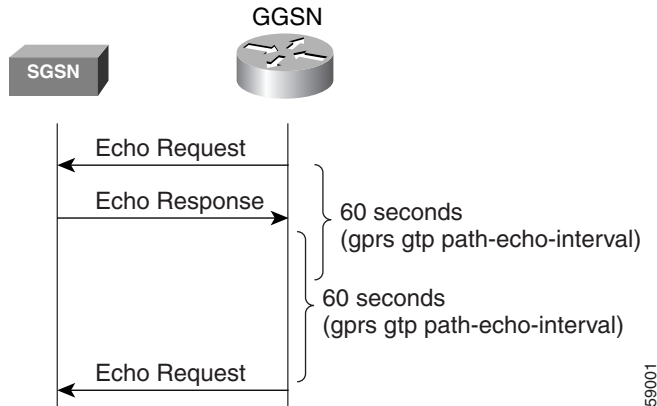 GGSN
SGSN
Echo Request
Echo Response
60 seconds
(gprs gtp path-echo-interval)
60 seconds
(gprs gtp path-echo-interval)
Echo Request
59001